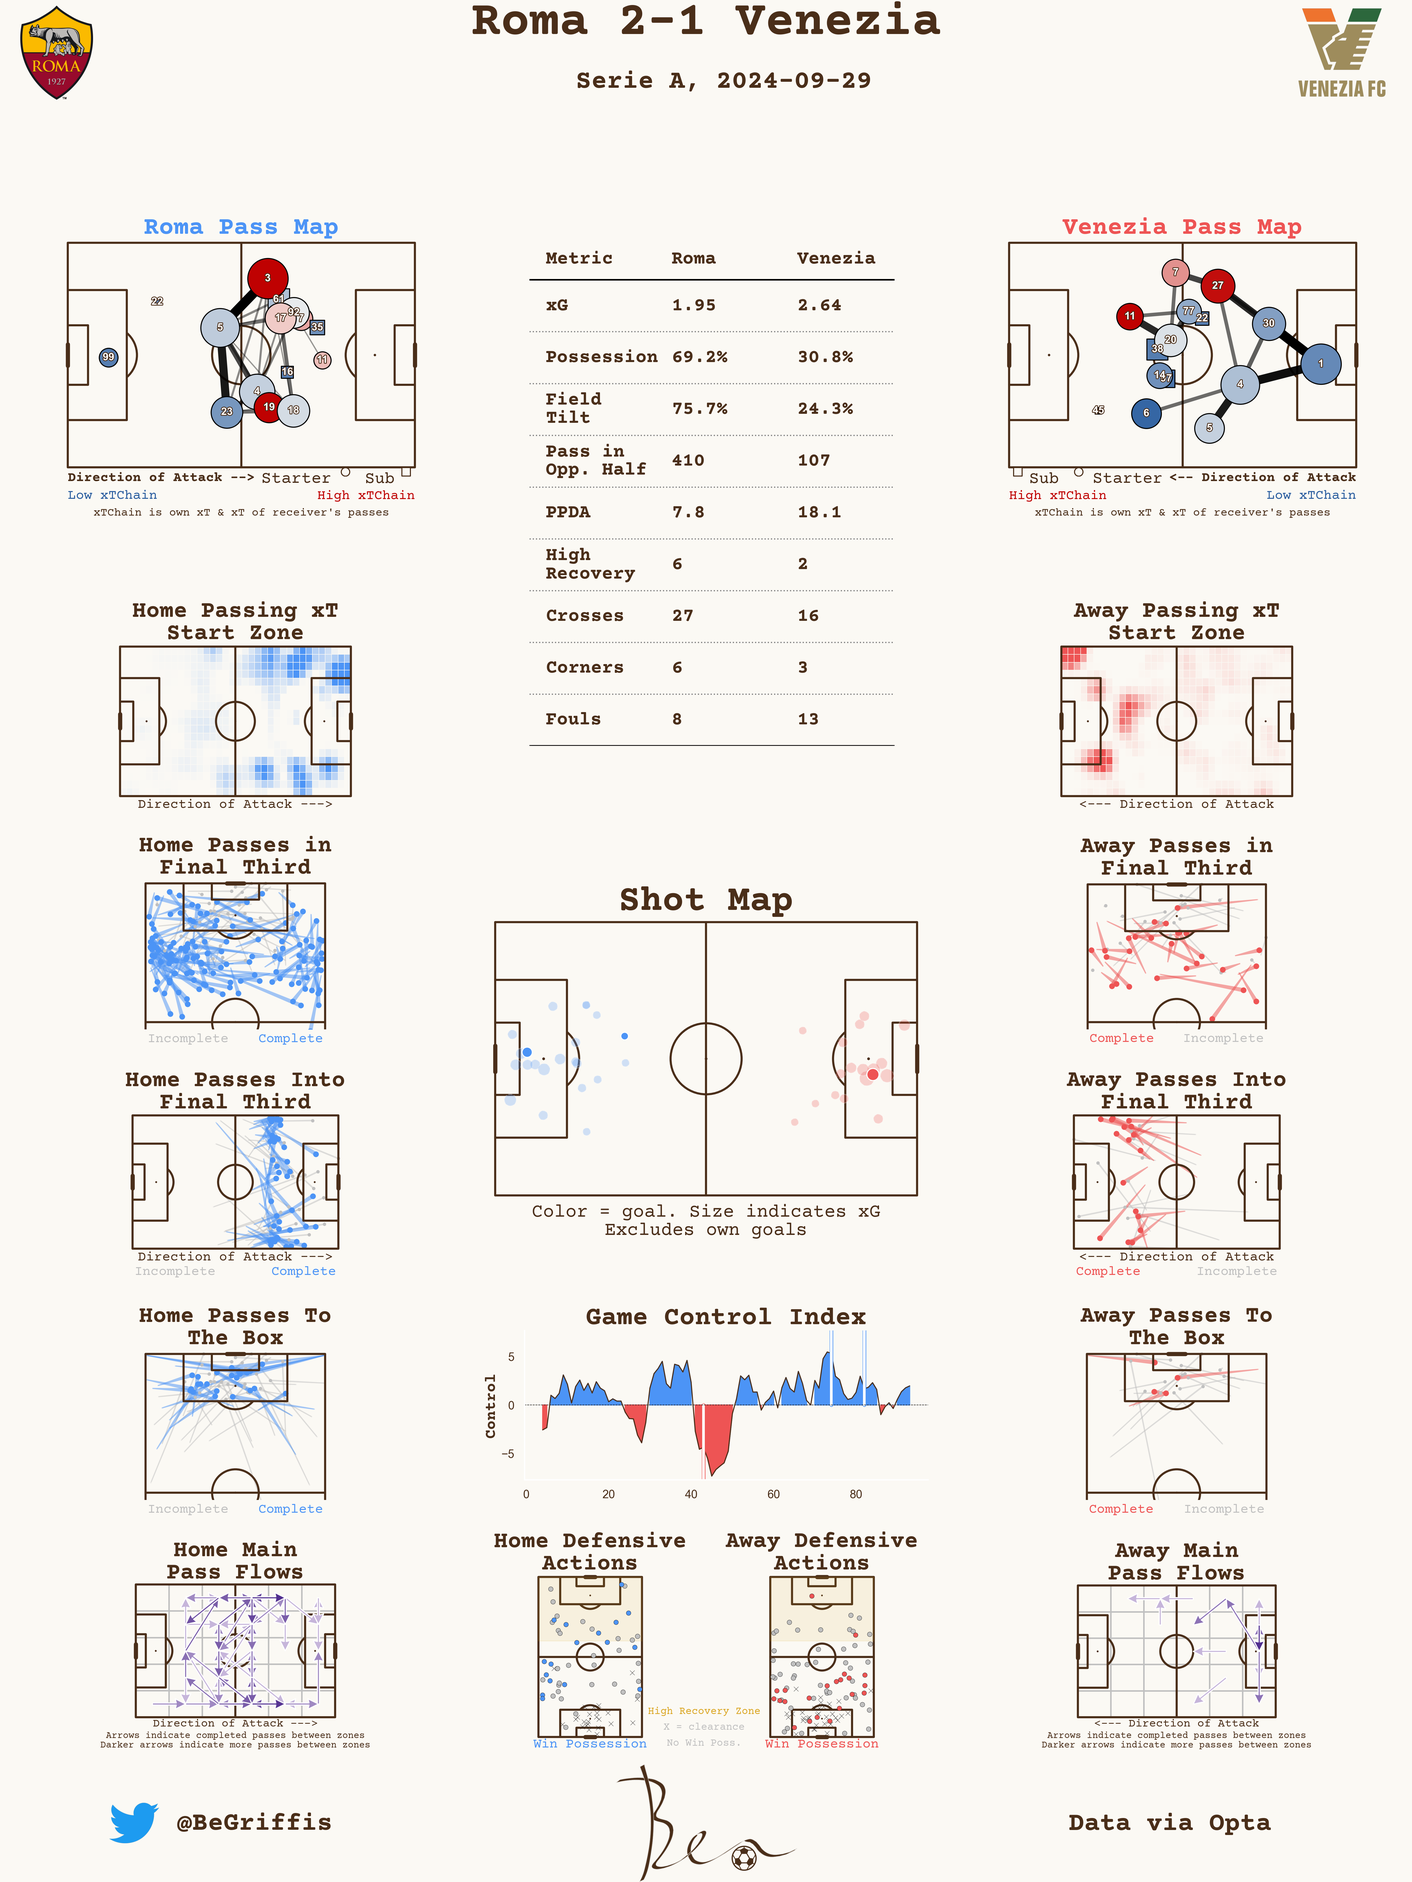 Roma 2-1 Venezia
Serie A, 2024-09-29
ROMA
1927
VENEZIA FC
Roma Pass Map
3
61
92
17
7
35
22
5
99
11
16
4
23
19
18
Direction of Attack --> Starter Sub
Low xTChain High xTChain
xTChain is own xT & xT of receiver's passes
Metric Roma Venezia
xG 1.95 2.64
Possession 69.2% 30.8%
Field
Tilt 75.7% 24.3%
Pass in
Opp. Half 410 107
PPDA 7.8 18.1
High
Recovery 6 2
Crosses 27 16
Corners 6 3
Fouls 8 13
Venezia Pass Map
7
27
11
77
22
30
20
38
1
14
4
45
6
5
Sub Starter <-- Direction of Attack
High xTChain Low xTChain
xTChain is own xT & xT of receiver's passes
Home Passing xT
Start Zone
Direction of Attack --->
Away Passing xT
Start Zone
<--- Direction of Attack
Home Passes in
Final Third
Incomplete Complete
Away Passes in
Final Third
Complete Incomplete
Shot Map
Color = goal. Size indicates xG
Excludes own goals
Home Passes Into
Final Third
Direction of Attack --->
Incomplete Complete
Away Passes Into
Final Third
<--- Direction of Attack
Complete Incomplete
Home Passes To
The Box
Incomplete Complete
Game Control Index
Control
5
0
−5
0 20 40 60 80
Away Passes To
The Box
Complete Incomplete
Home Main
Pass Flows
Direction of Attack --->
Arrows indicate completed passes between zones
Darker arrows indicate more passes between zones
Home Defensive
Actions
Win Possession
High Recovery Zone
X = clearance
No Win Poss.
Away Defensive
Actions
Win Possession
Away Main
Pass Flows
<--- Direction of Attack
Arrows indicate completed passes between zones
Darker arrows indicate more passes between zones
@BeGriffis
Ben
Data via Opta